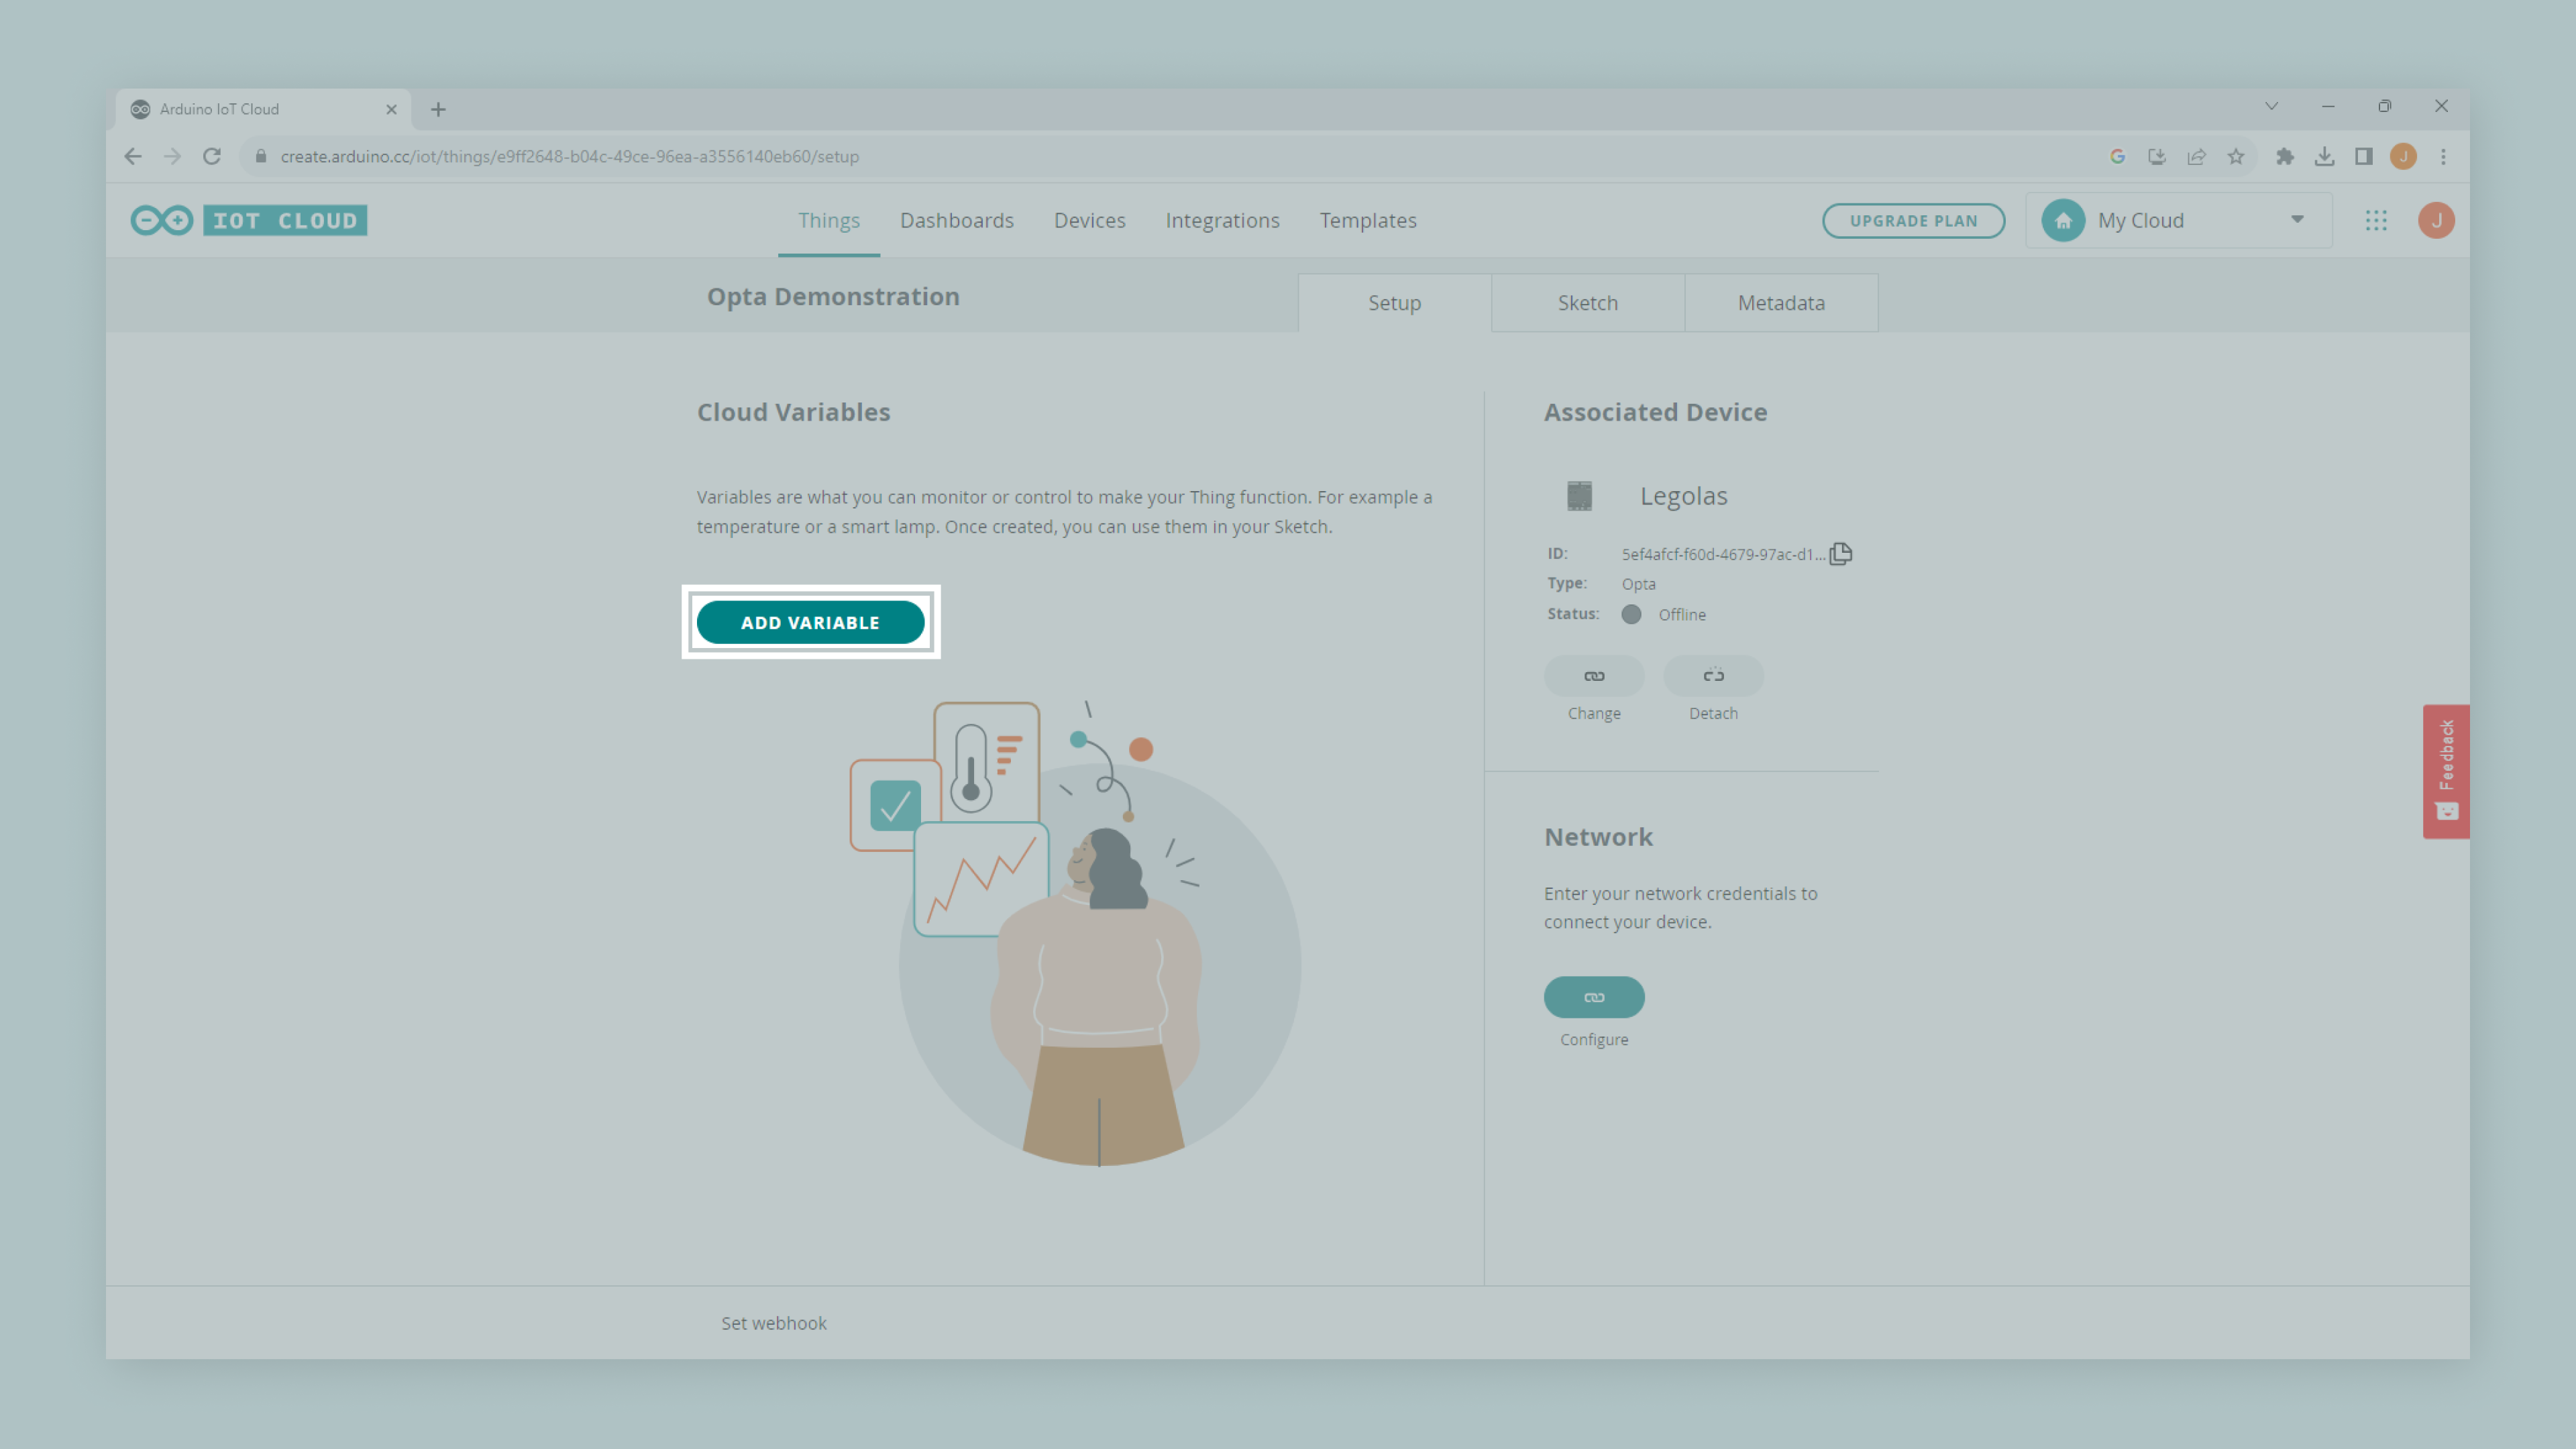 Arduino IoT Cloud
create.arduino.cc/iot/things/e9ff2648-b04c-49ce-96ea-a3556140eb60/setup
J
IOT CLOUD
Things
Dashboards
Devices
Integrations
Templates
UPGRADE PLAN
My Cloud
J
Opta Demonstration
Setup
Sketch
Metadata
Cloud Variables
Variables are what you can monitor or control to make your Thing function. For example a
temperature or a smart lamp. Once created, you can use them in your Sketch.
ADD VARIABLE
Associated Device
Legolas
ID: 5ef4afcf-f60d-4679-97ac-d1...
Type: Opta
Status: Offline
Change
Detach
Feedback
Network
Enter your network credentials to
connect your device.
Configure
Set webhook